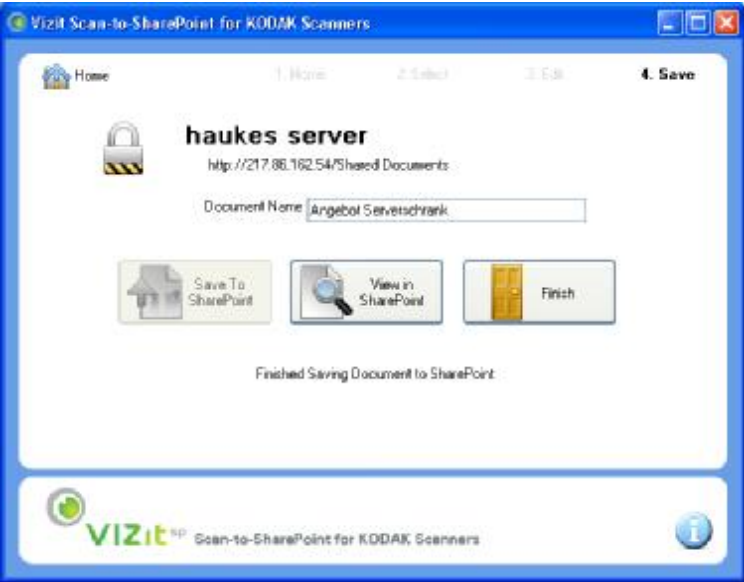 Vizit Scan-to-SharePoint for KODAK Scanners
Home 1. Home 2. Select 3. Edit 4. Save
haukes server
http://217.86.162.54/Shared Documents
Document Name Angebot Serverschrank
Save To SharePoint
View in SharePoint
Finish
Finished Saving Document to SharePoint
VIZit sp Scan-to-SharePoint for KODAK Scanners